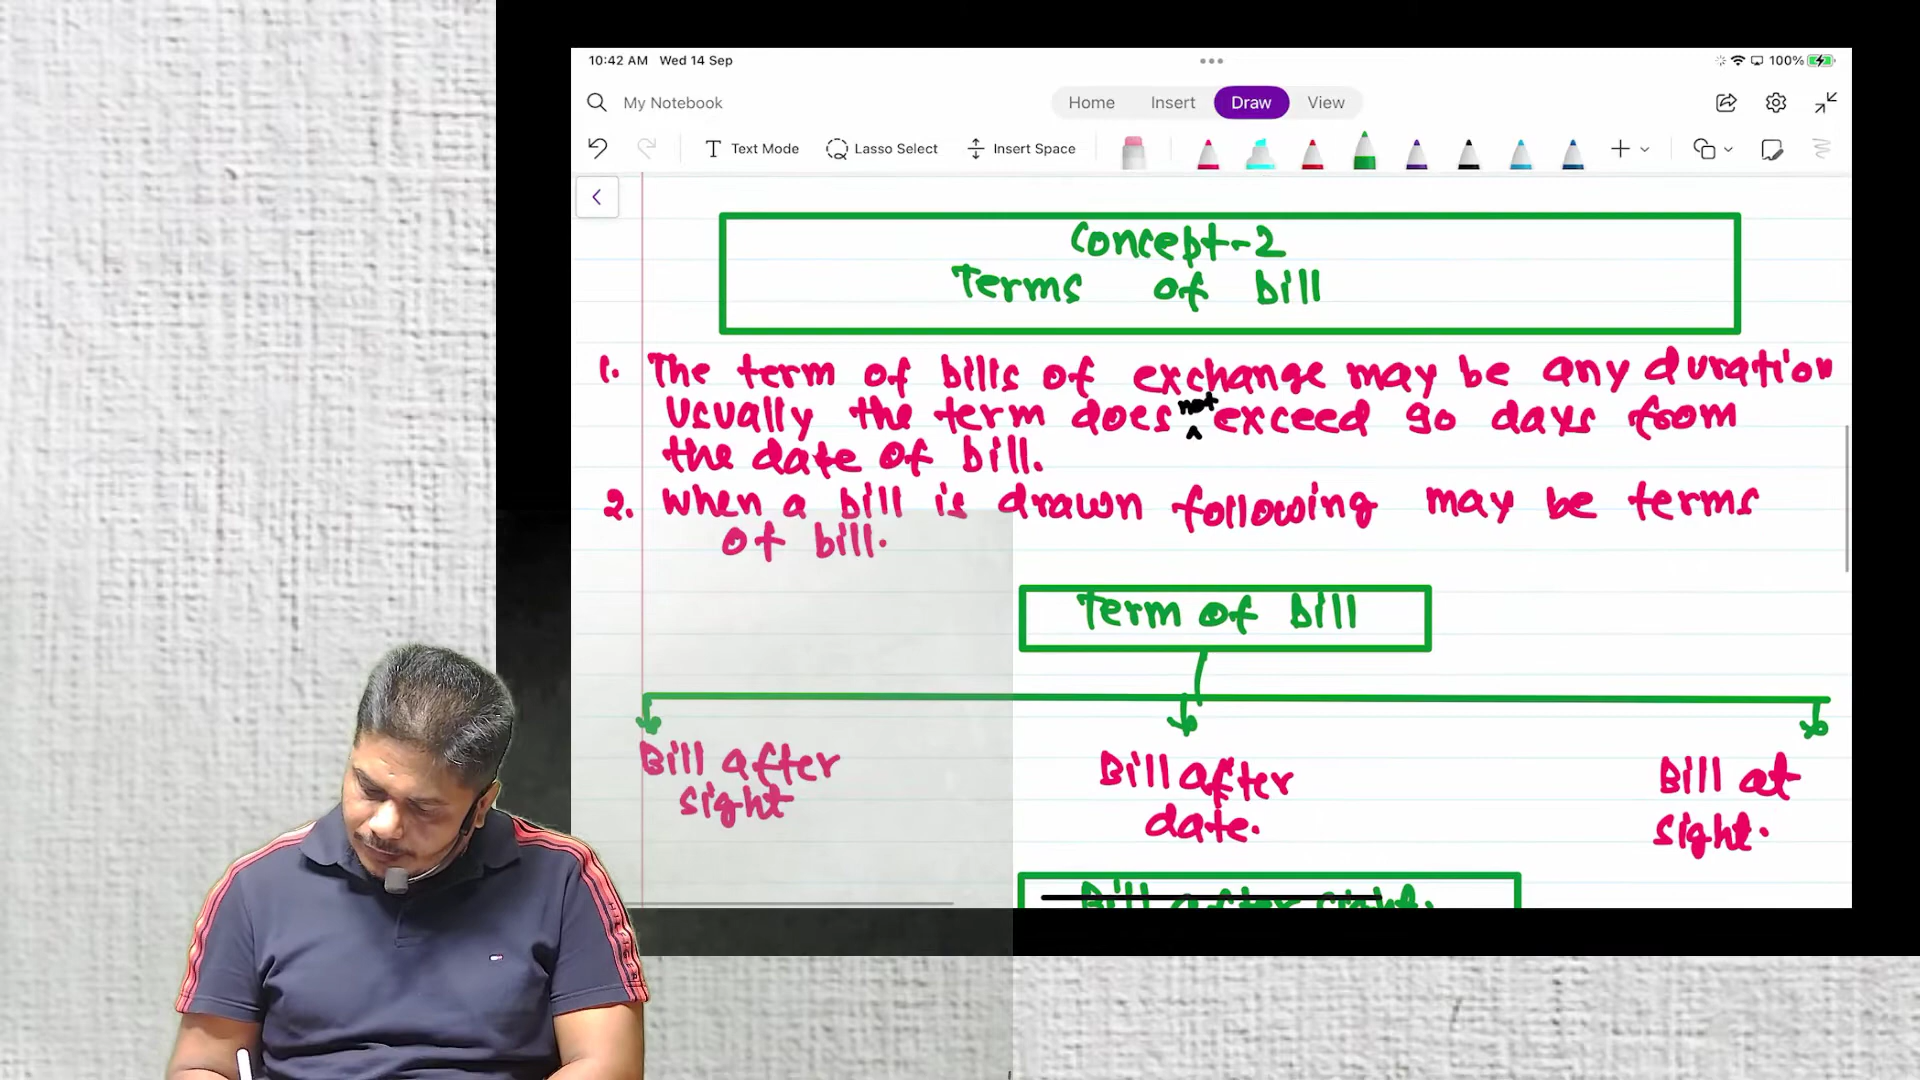 10:42 AM Wed 14 Sep
100%
My Notebook
Home Insert Draw View
Text Mode Lasso Select Insert Space
Concept-2
Terms of bill
1. The term of bills of exchange may be any duration
Usually the term does not exceed 90 days from
the date of bill.
2. when a bill is drawn following may be terms
of bill.
Term of bill
Bill after
sight
Bill after
date.
Bill at
sight.
Bill after sight.